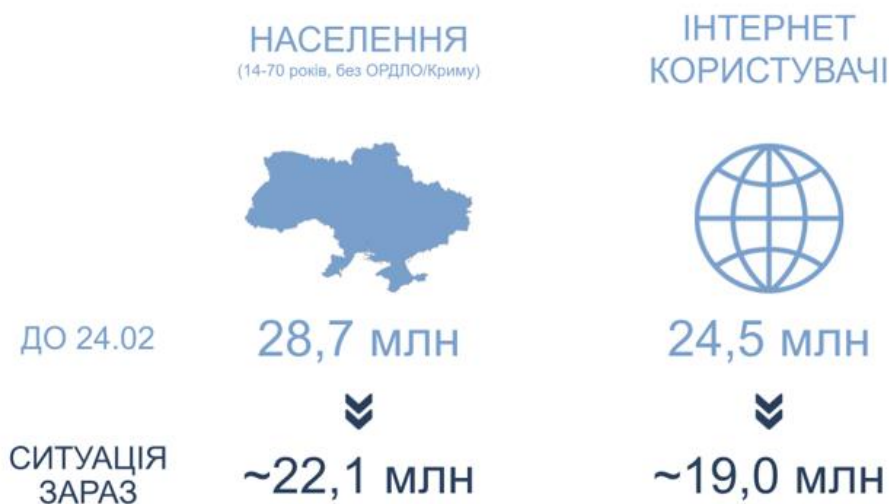 НАСЕЛЕННЯ
(14-70 років, без ОРДЛО/Криму)
ІНТЕРНЕТ
КОРИСТУВАЧІ
ДО 24.02
28,7 млн
24,5 млн
СИТУАЦІЯ
ЗАРАЗ
~22,1 млн
~19,0 млн